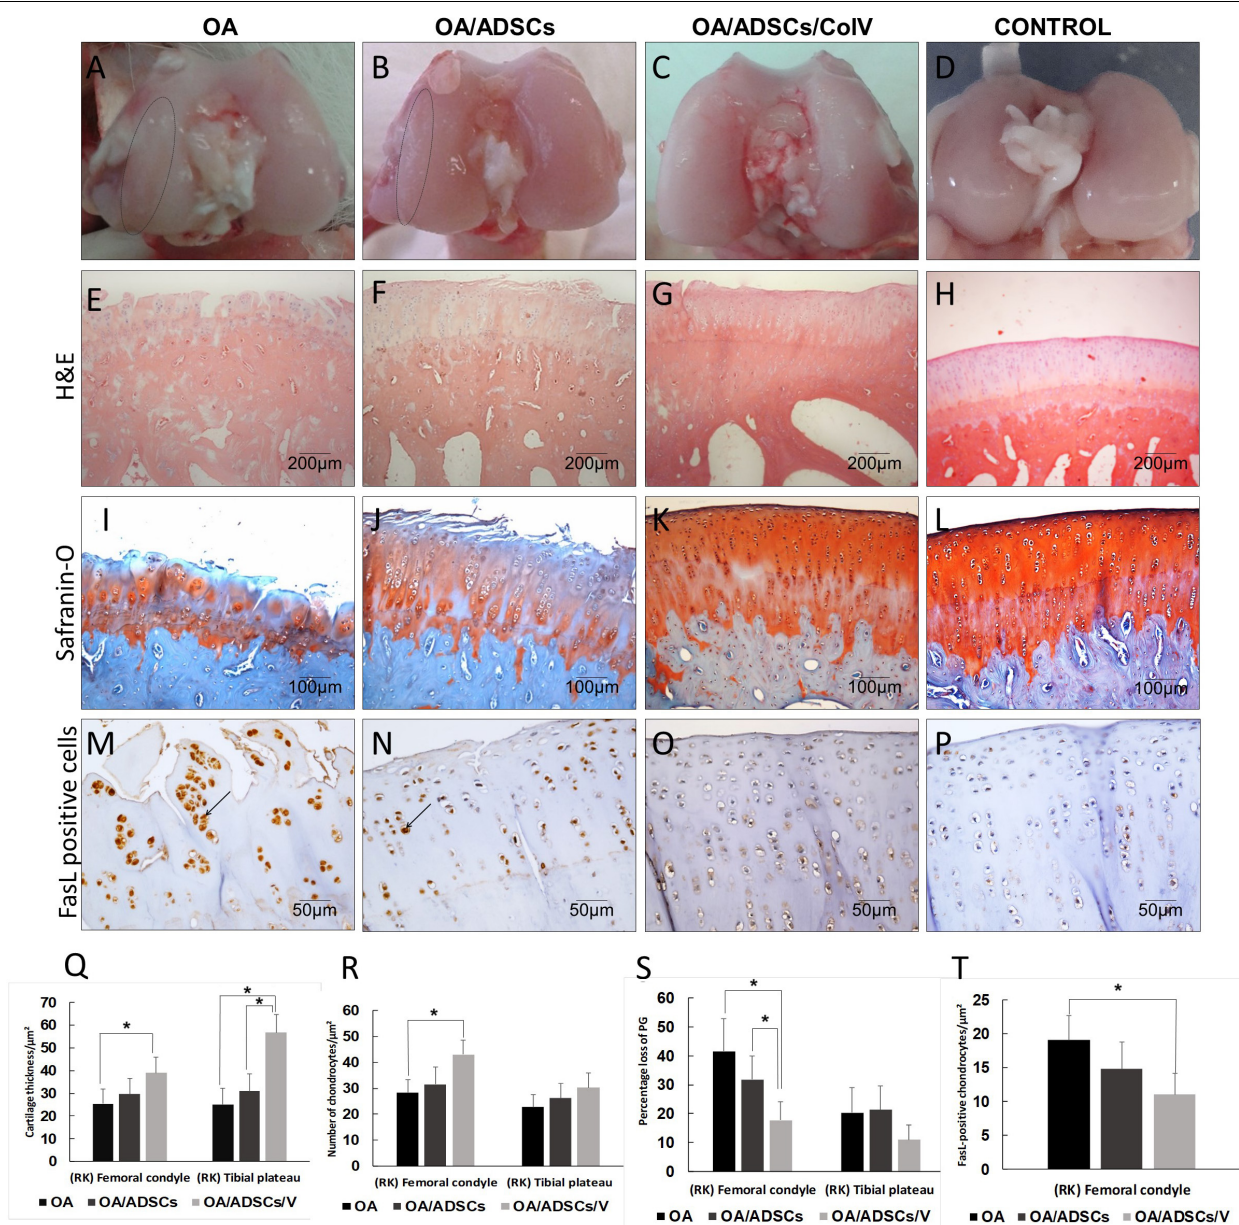 OA OA/ADSCs OA/ADSCs/ColV CONTROL
A B C D
H&E
E F G H
200µm 200µm 200µm 200µm
Safranin-O
I J K L
100µm 100µm 100µm 100µm
FasL positive cells
M N O P
50µm 50µm 50µm 50µm
Q
Cartilage thickness/µm²
70
60
50
40
30
20
10
0
* * *
(RK) Femoral condyle (RK) Tibial plateau
OA OA/ADSCs OA/ADSCs/V
R
Number of chondrocytes/µm²
60
50
40
30
20
10
0
*
(RK) Femoral condyle (RK) Tibial plateau
OA OA/ADSCs OA/ADSCs/V
S
Percentage loss of PG
60
50
40
30
20
10
0
* *
(RK) Femoral condyle (RK) Tibial plateau
OA OA/ADSCs OA/ADSCs/V
T
FasL-positive chondrocytes/µm²
25
20
15
10
5
0
*
(RK) Femoral condyle
OA OA/ADSCs OA/ADSCs/V